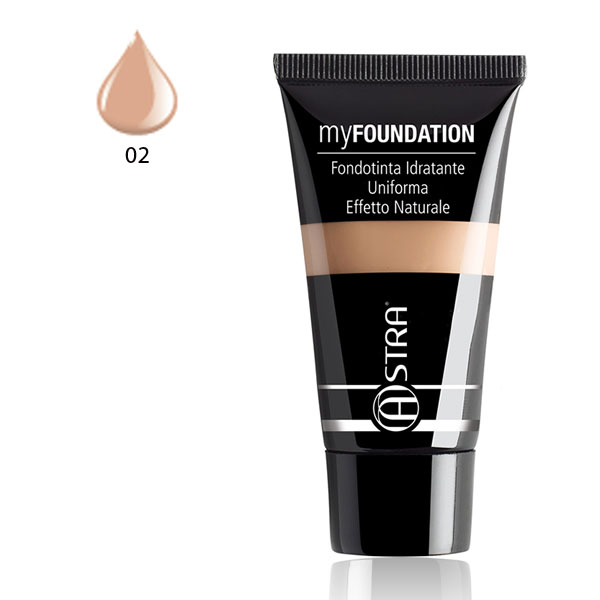 02
myFOUNDATION
Fondotinta Idratante
Uniforma
Effetto Naturale
ASTRA®